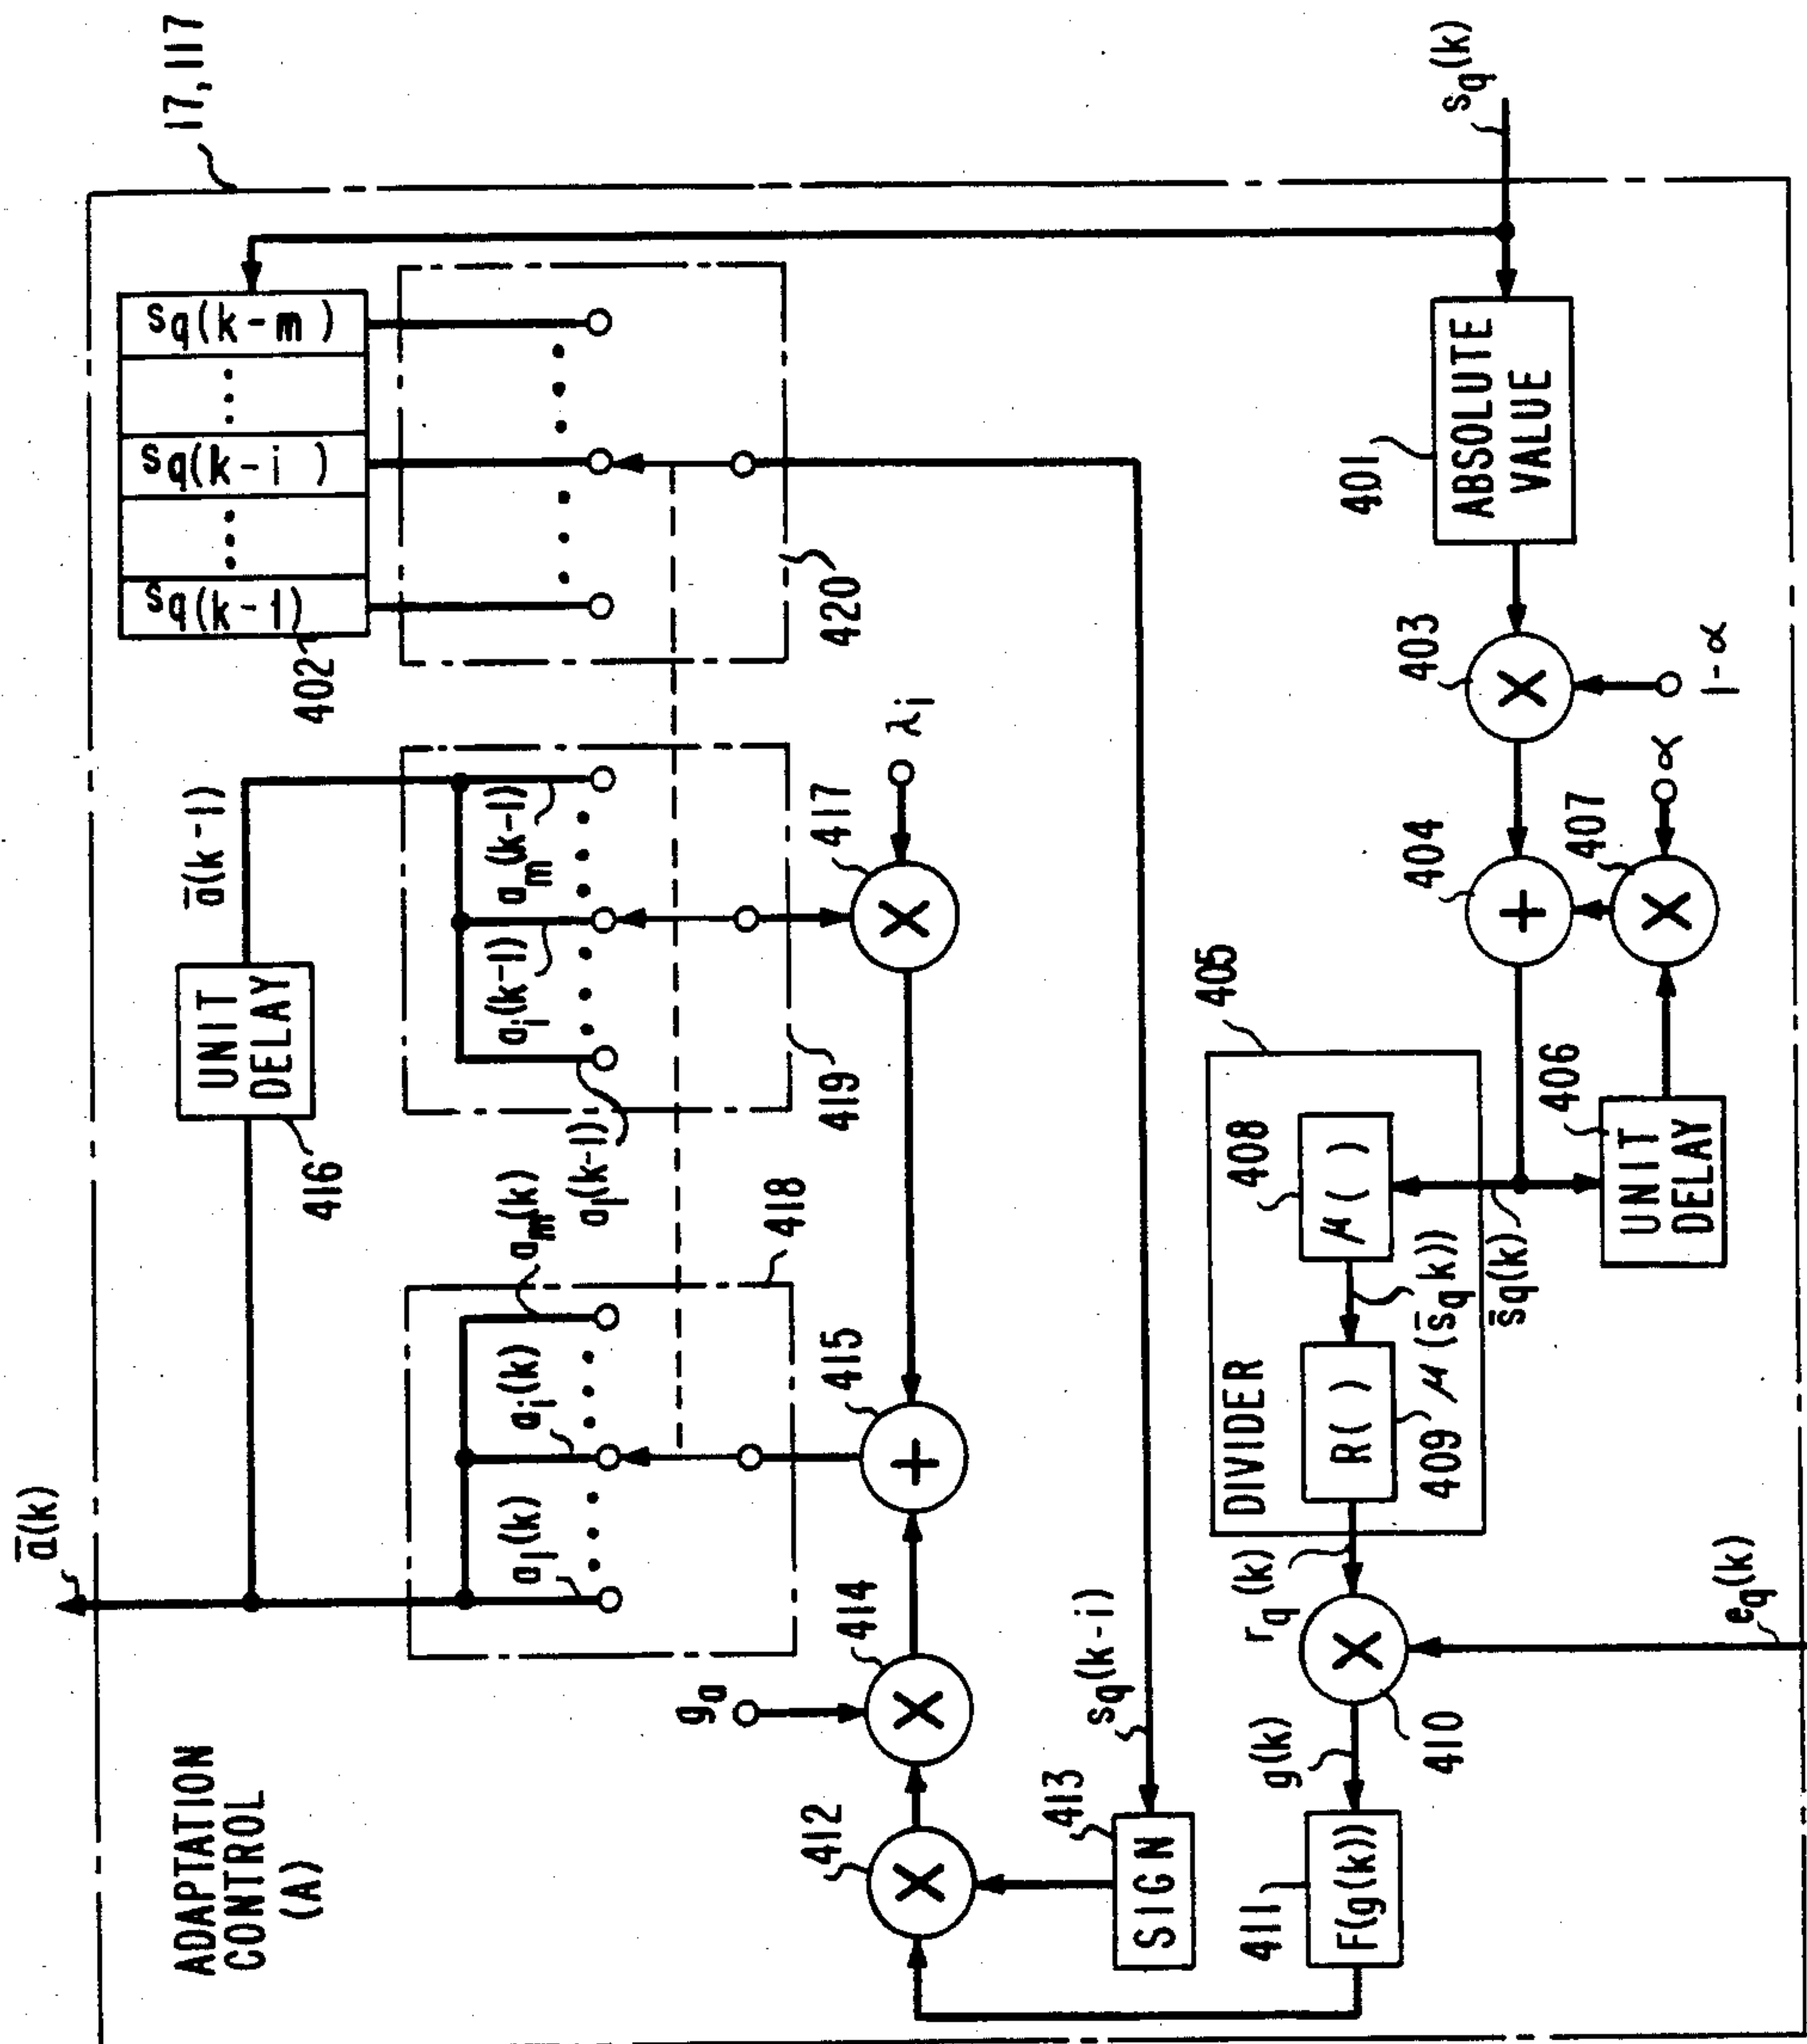 17, 117
ADAPTATION
CONTROL
(A)
ā(k)
UNIT
DELAY
416
ā(k-1)
sq(k-1)
...
sq(k-i)
...
sq(k-m)
402
a₁(k)
aᵢ(k)
aₘ(k)
418
a₁(k-1)
aᵢ(k-1)
aₘ(k-1)
419
420
gₐ
412
414
415
417
λᵢ
SIGN
413
sq(k-i)
F(g(k))
411
g(k)
410
rq(k)
eq(k)
DIVIDER
405
R( )
409
μ(s̄qk))
μ( )
408
s̄q(k)
UNIT
DELAY
406
404
407
α
403
1-α
ABSOLUTE
VALUE
401
sq(k)
×
×
+
×
×
+
×
×